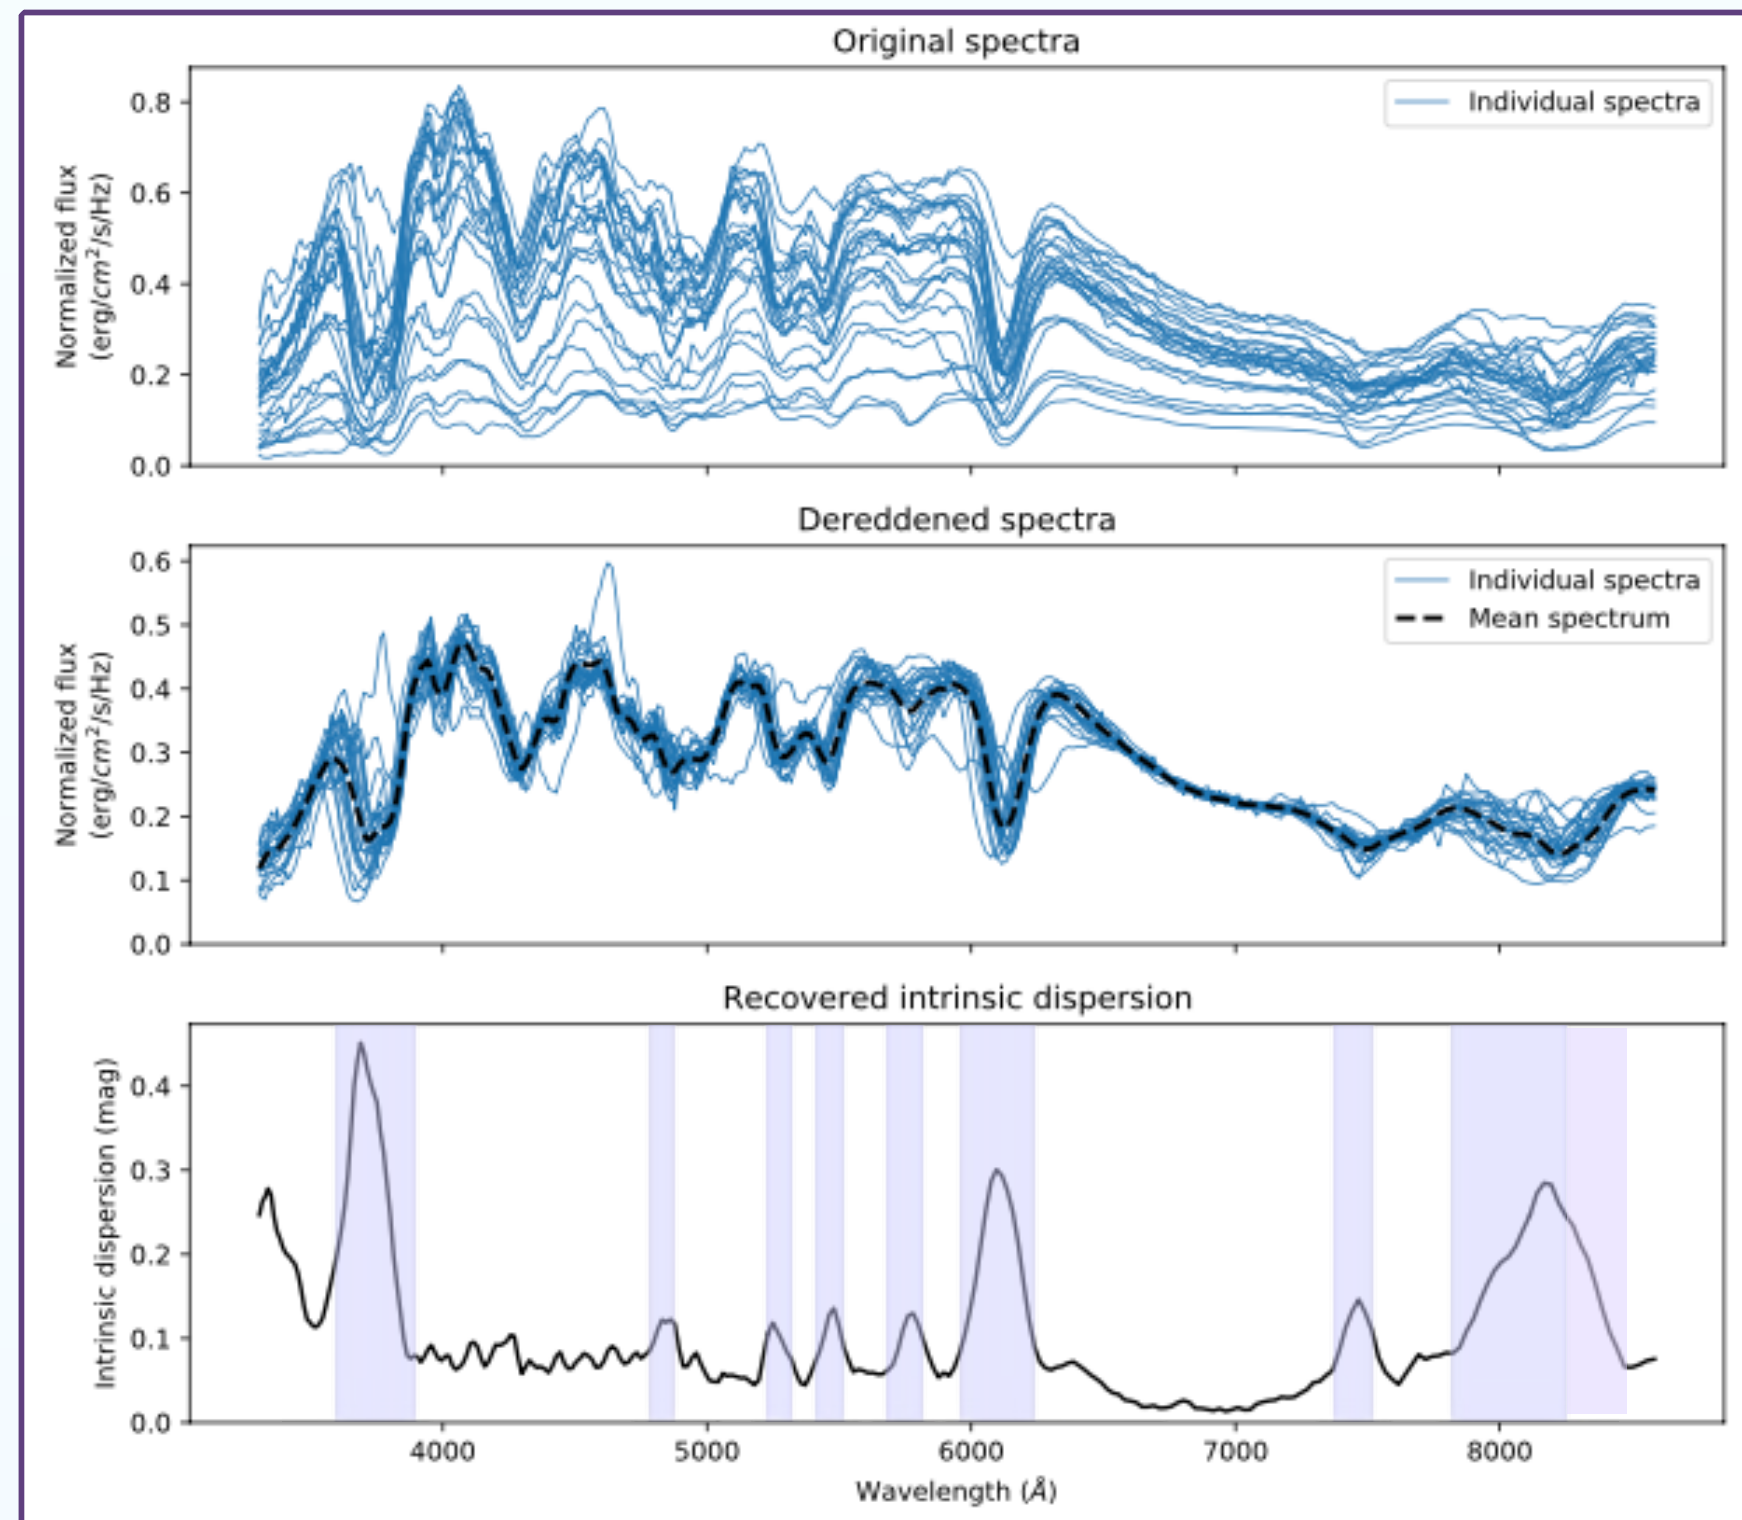 Original spectra
Individual spectra
0.8
0.6
0.4
0.2
0.0
Normalized flux
(erg/cm²/s/Hz)
Dereddened spectra
Individual spectra
Mean spectrum
0.6
0.5
0.4
0.3
0.2
0.1
0.0
Normalized flux
(erg/cm²/s/Hz)
Recovered intrinsic dispersion
0.4
0.3
0.2
0.1
0.0
Intrinsic dispersion (mag)
4000 5000 6000 7000 8000
Wavelength (Å)